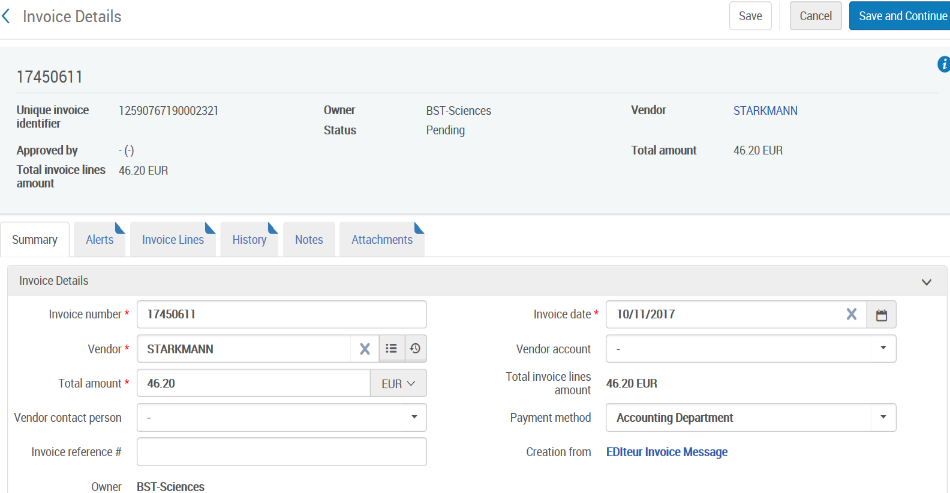 Invoice Details
Save
Cancel
Save and Continue
17450611
Unique invoice identifier 12590767190002321 Owner BST-Sciences Vendor STARKMANN
Status Pending
Approved by - (-) Total amount 46.20 EUR
Total invoice lines amount 46.20 EUR
Summary Alerts Invoice Lines History Notes Attachments
Invoice Details
Invoice number * 17450611 Invoice date * 10/11/2017
Vendor * STARKMANN Vendor account -
Total amount * 46.20 EUR Total invoice lines amount 46.20 EUR
Vendor contact person - Payment method Accounting Department
Invoice reference # Creation from EDIteur Invoice Message
Owner BST-Sciences